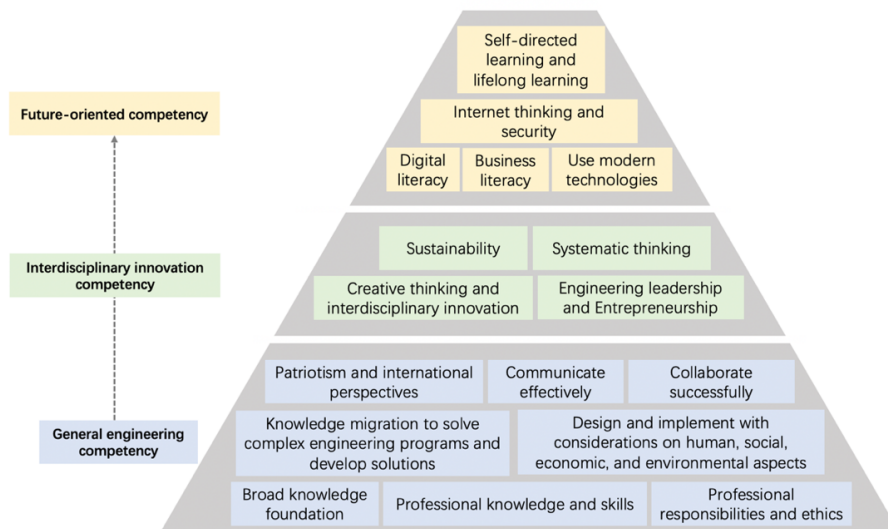 Self-directed
learning and
lifelong learning
Future-oriented competency
Internet thinking and
security
Digital
literacy
Business
literacy
Use modern
technologies
Interdisciplinary innovation
competency
Sustainability
Systematic thinking
Creative thinking and
interdisciplinary innovation
Engineering leadership
and Entrepreneurship
General engineering
competency
Patriotism and international
perspectives
Communicate
effectively
Collaborate
successfully
Knowledge migration to solve
complex engineering programs and
develop solutions
Design and implement with
considerations on human, social,
economic, and environmental aspects
Broad knowledge
foundation
Professional knowledge and skills
Professional
responsibilities and ethics